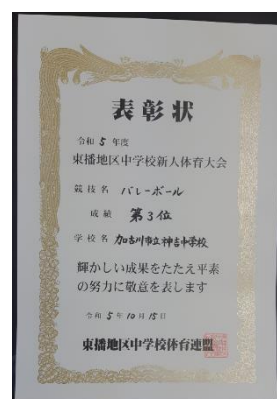 表彰状
令和5年度
東播地区中学校新人体育大会
競技名 バレーボール
成績 第3位
学校名 加古川市立神吉中学校
輝かしい成果をたたえ平素
の努力に敬意を表します
令和5年10月15日
東播地区中学校体育連盟